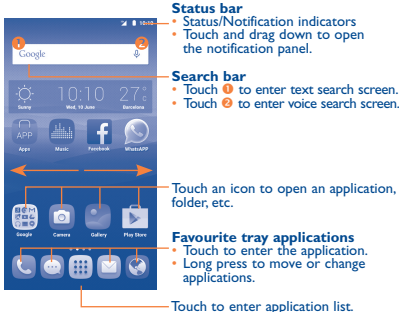 10:10
Google
10:10
27°
Sunny
Wed, 10 June
Barcelona
APP
Apps
Music
Facebook
WhatsAPP
Google
Camera
Gallery
Play Store
Status bar
• Status/Notification indicators
• Touch and drag down to open
the notification panel.
Search bar
• Touch ❶ to enter text search screen.
• Touch ❷ to enter voice search screen.
Touch an icon to open an application,
folder, etc.
Favourite tray applications
• Touch to enter the application.
• Long press to move or change
applications.
Touch to enter application list.